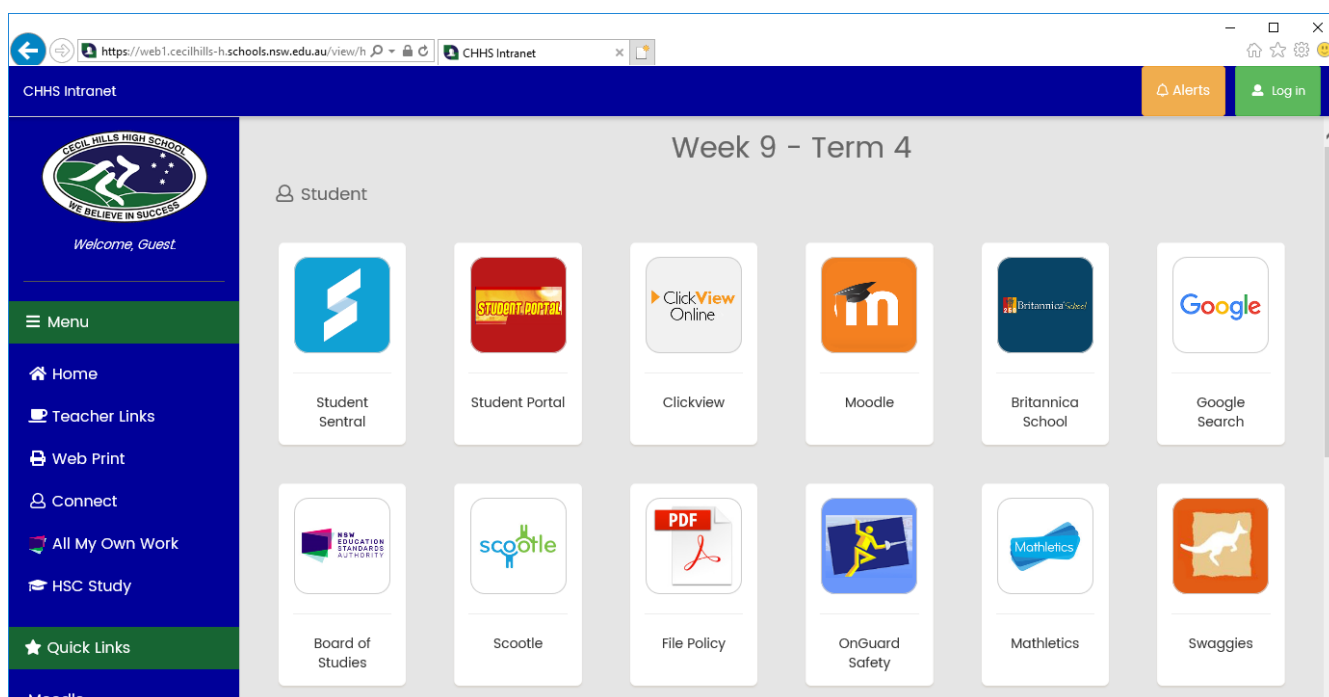 https://web1.cecilhills-h.schools.nsw.edu.au/view/h
CHHS Intranet
CHHS Intranet
Alerts
Log in
CECIL HILLS HIGH SCHOOL
WE BELIEVE IN SUCCESS
Welcome, Guest.
Menu
Home
Teacher Links
Web Print
Connect
All My Own Work
HSC Study
Quick Links
Moodle
Week 9 - Term 4
Student
STUDENT PORTAL
ClickView
Online
m
Britannica School
Google
Student
Sentral
Student Portal
Clickview
Moodle
Britannica
School
Google
Search
NSW
EDUCATION
STANDARDS
AUTHORITY
scootle
PDF
Mathletics
Board of
Studies
Scootle
File Policy
OnGuard
Safety
Mathletics
Swaggies